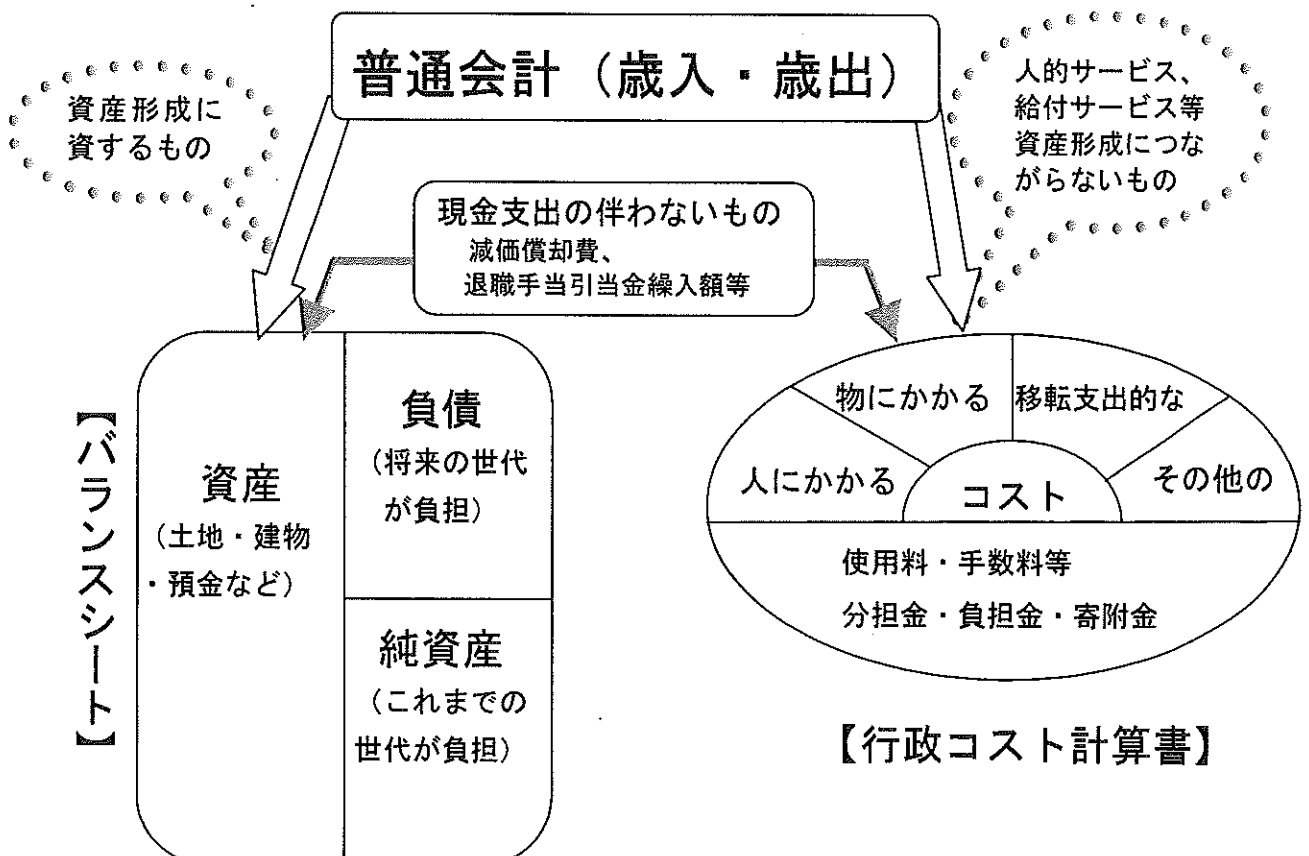 普通会計（歳入・歳出）
資産形成に
資するもの
人的サービス、
給付サービス等
資産形成につな
がらないもの
現金支出の伴わないもの
減価償却費、
退職手当引当金繰入額等
【バランスシート】
資産
（土地・建物
・預金など）
負債
（将来の世代
が負担）
純資産
（これまでの
世代が負担）
物にかかる
移転支出的な
人にかかる
コスト
その他の
使用料・手数料等
分担金・負担金・寄附金
【行政コスト計算書】